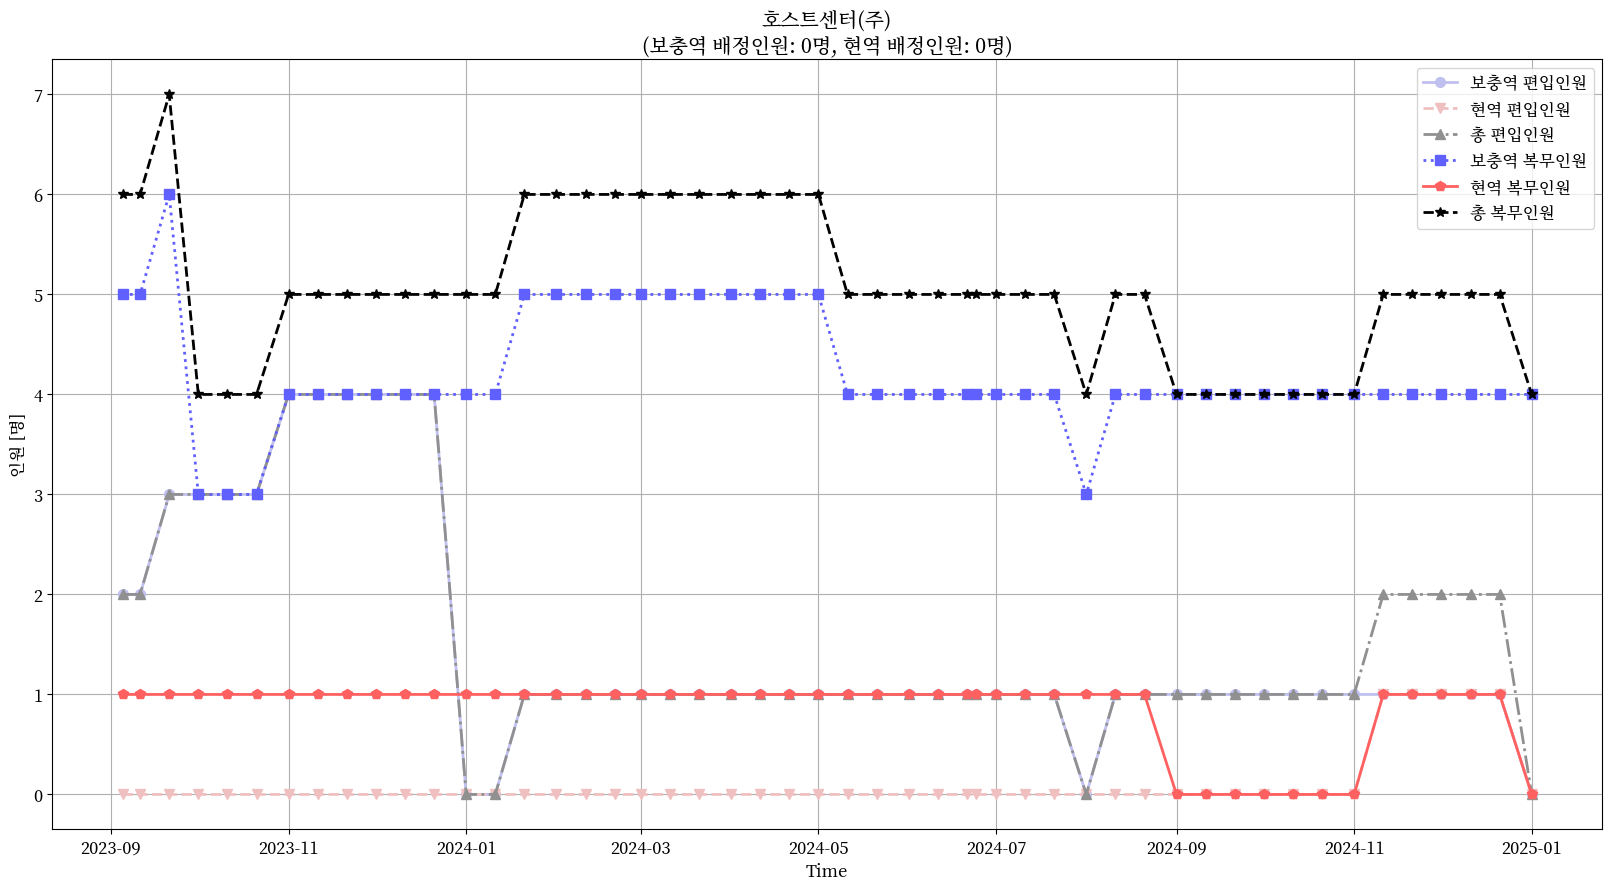 호스트센터(주)
(보충역 배정인원: 0명, 현역 배정인원: 0명)
보충역 편입인원
현역 편입인원
총 편입인원
보충역 복무인원
현역 복무인원
총 복무인원
인원 [명]
7
6
5
4
3
2
1
0
2023-09
2023-11
2024-01
2024-03
2024-05
2024-07
2024-09
2024-11
2025-01
Time